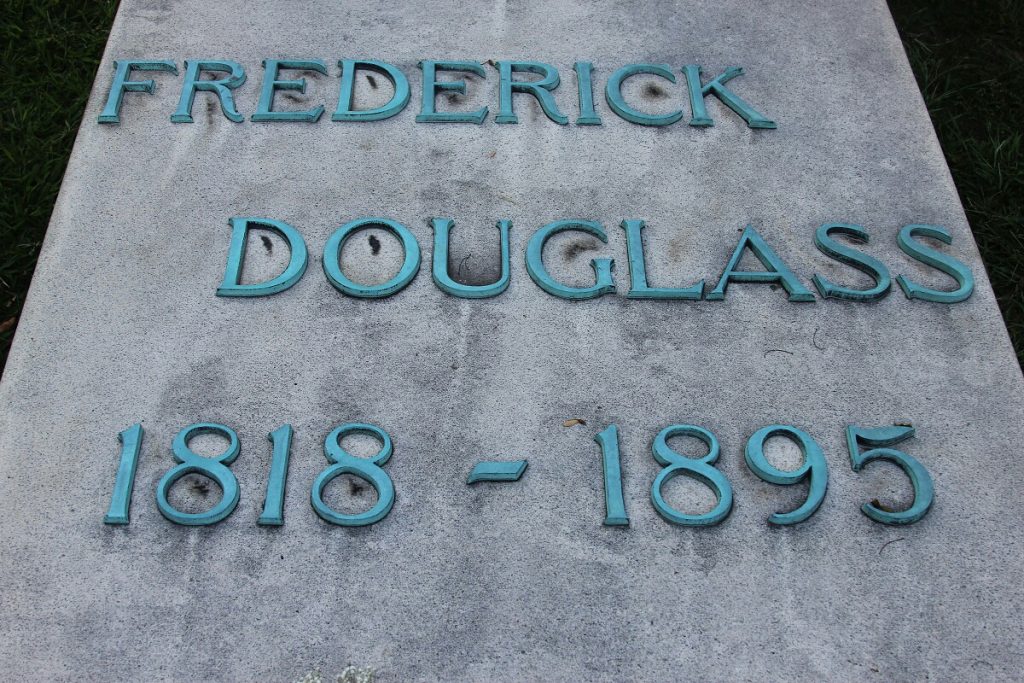 FREDERICK
DOUGLASS
1818 - 1895